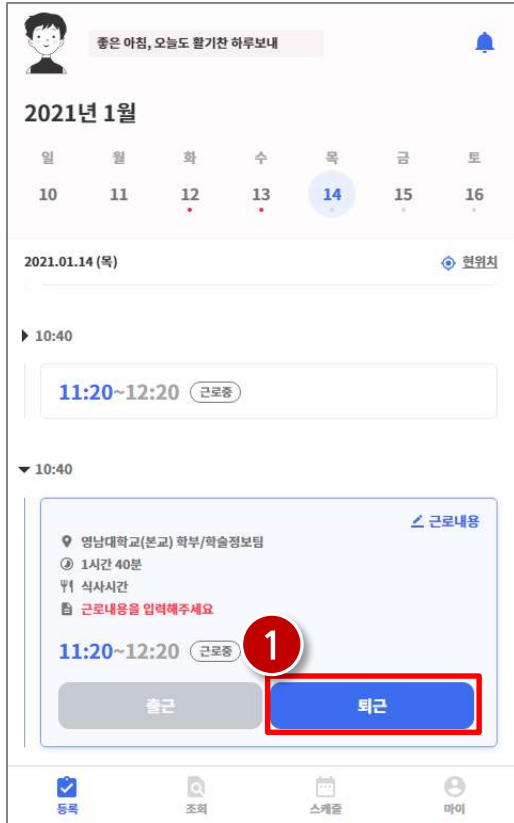 좋은 아침, 오늘도 활기찬 하루보내
2021년 1월
일 월 화 수 목 금 토
10 11 12 13 14 15 16
2021.01.14 (목) 현위치
10:40
11:20~12:20 근로중
10:40
근로내용
영남대학교(본교) 학부/학술정보팀
1시간 40분
식사시간
근로내용을 입력해주세요
11:20~12:20 근로중
1
출근 퇴근
등록 조회 스케줄 마이